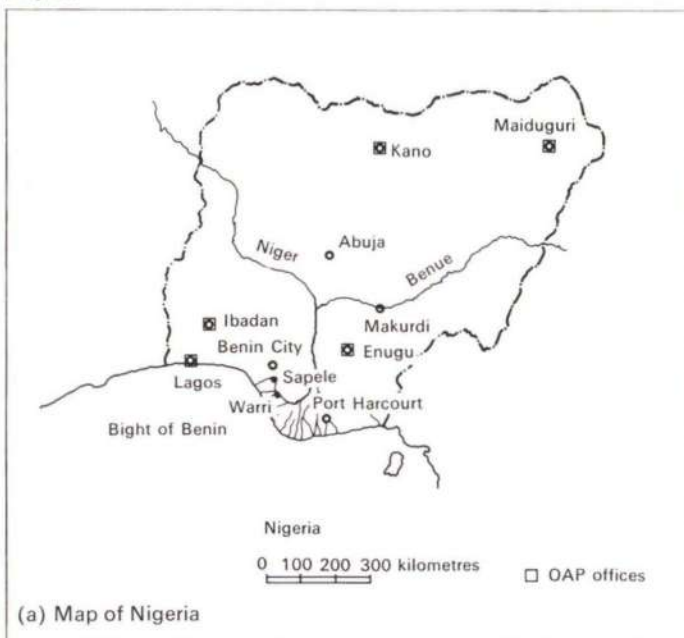 Maiduguri
Kano
Abuja
Niger
Benue
Ibadan
Makurdi
Benin City
Enugu
Sapele
Lagos
Warri
Port Harcourt
Bight of Benin
Nigeria
0 100 200 300 kilometres
OAP offices
(a) Map of Nigeria